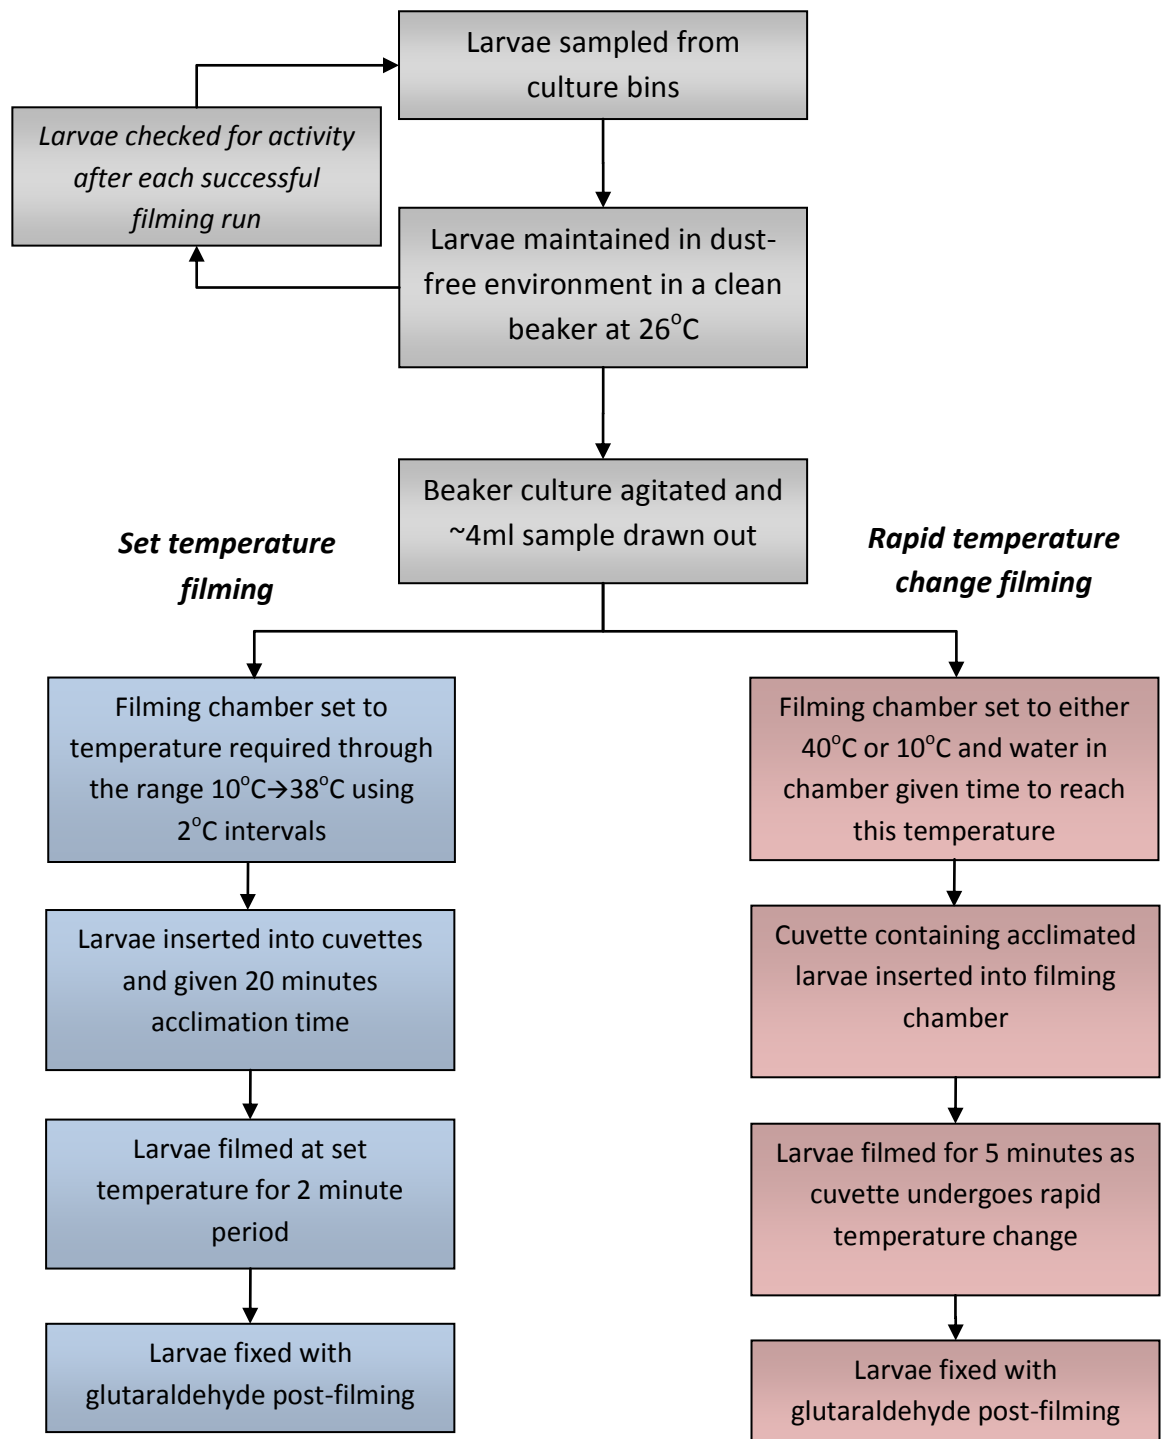 Larvae sampled from
culture bins
Larvae checked for activity
after each successful
filming run
Larvae maintained in dust-
free environment in a clean
beaker at 26°C
Beaker culture agitated and
~4ml sample drawn out
Set temperature
filming
Rapid temperature
change filming
Filming chamber set to
temperature required through
the range 10°C→38°C using
2°C intervals
Larvae inserted into cuvettes
and given 20 minutes
acclimation time
Larvae filmed at set
temperature for 2 minute
period
Larvae fixed with
glutaraldehyde post-filming
Filming chamber set to either
40°C or 10°C and water in
chamber given time to reach
this temperature
Cuvette containing acclimated
larvae inserted into filming
chamber
Larvae filmed for 5 minutes as
cuvette undergoes rapid
temperature change
Larvae fixed with
glutaraldehyde post-filming